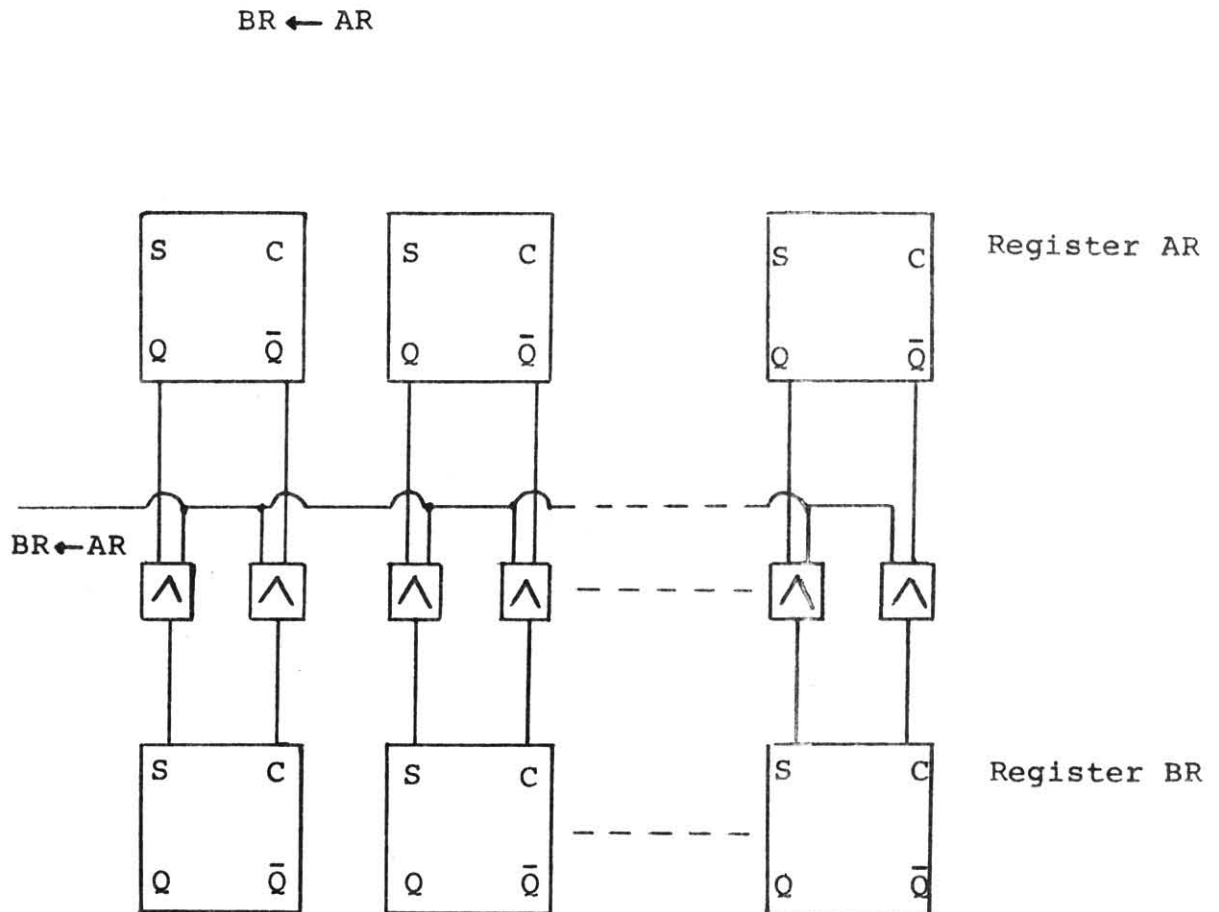 BR ← AR
S C S C S C Register AR
Q Q̄ Q Q̄ Q Q̄
BR ← AR
∧ ∧ ∧ ∧ ∧ ∧
S C S C S C Register BR
Q Q̄ Q Q̄ Q Q̄